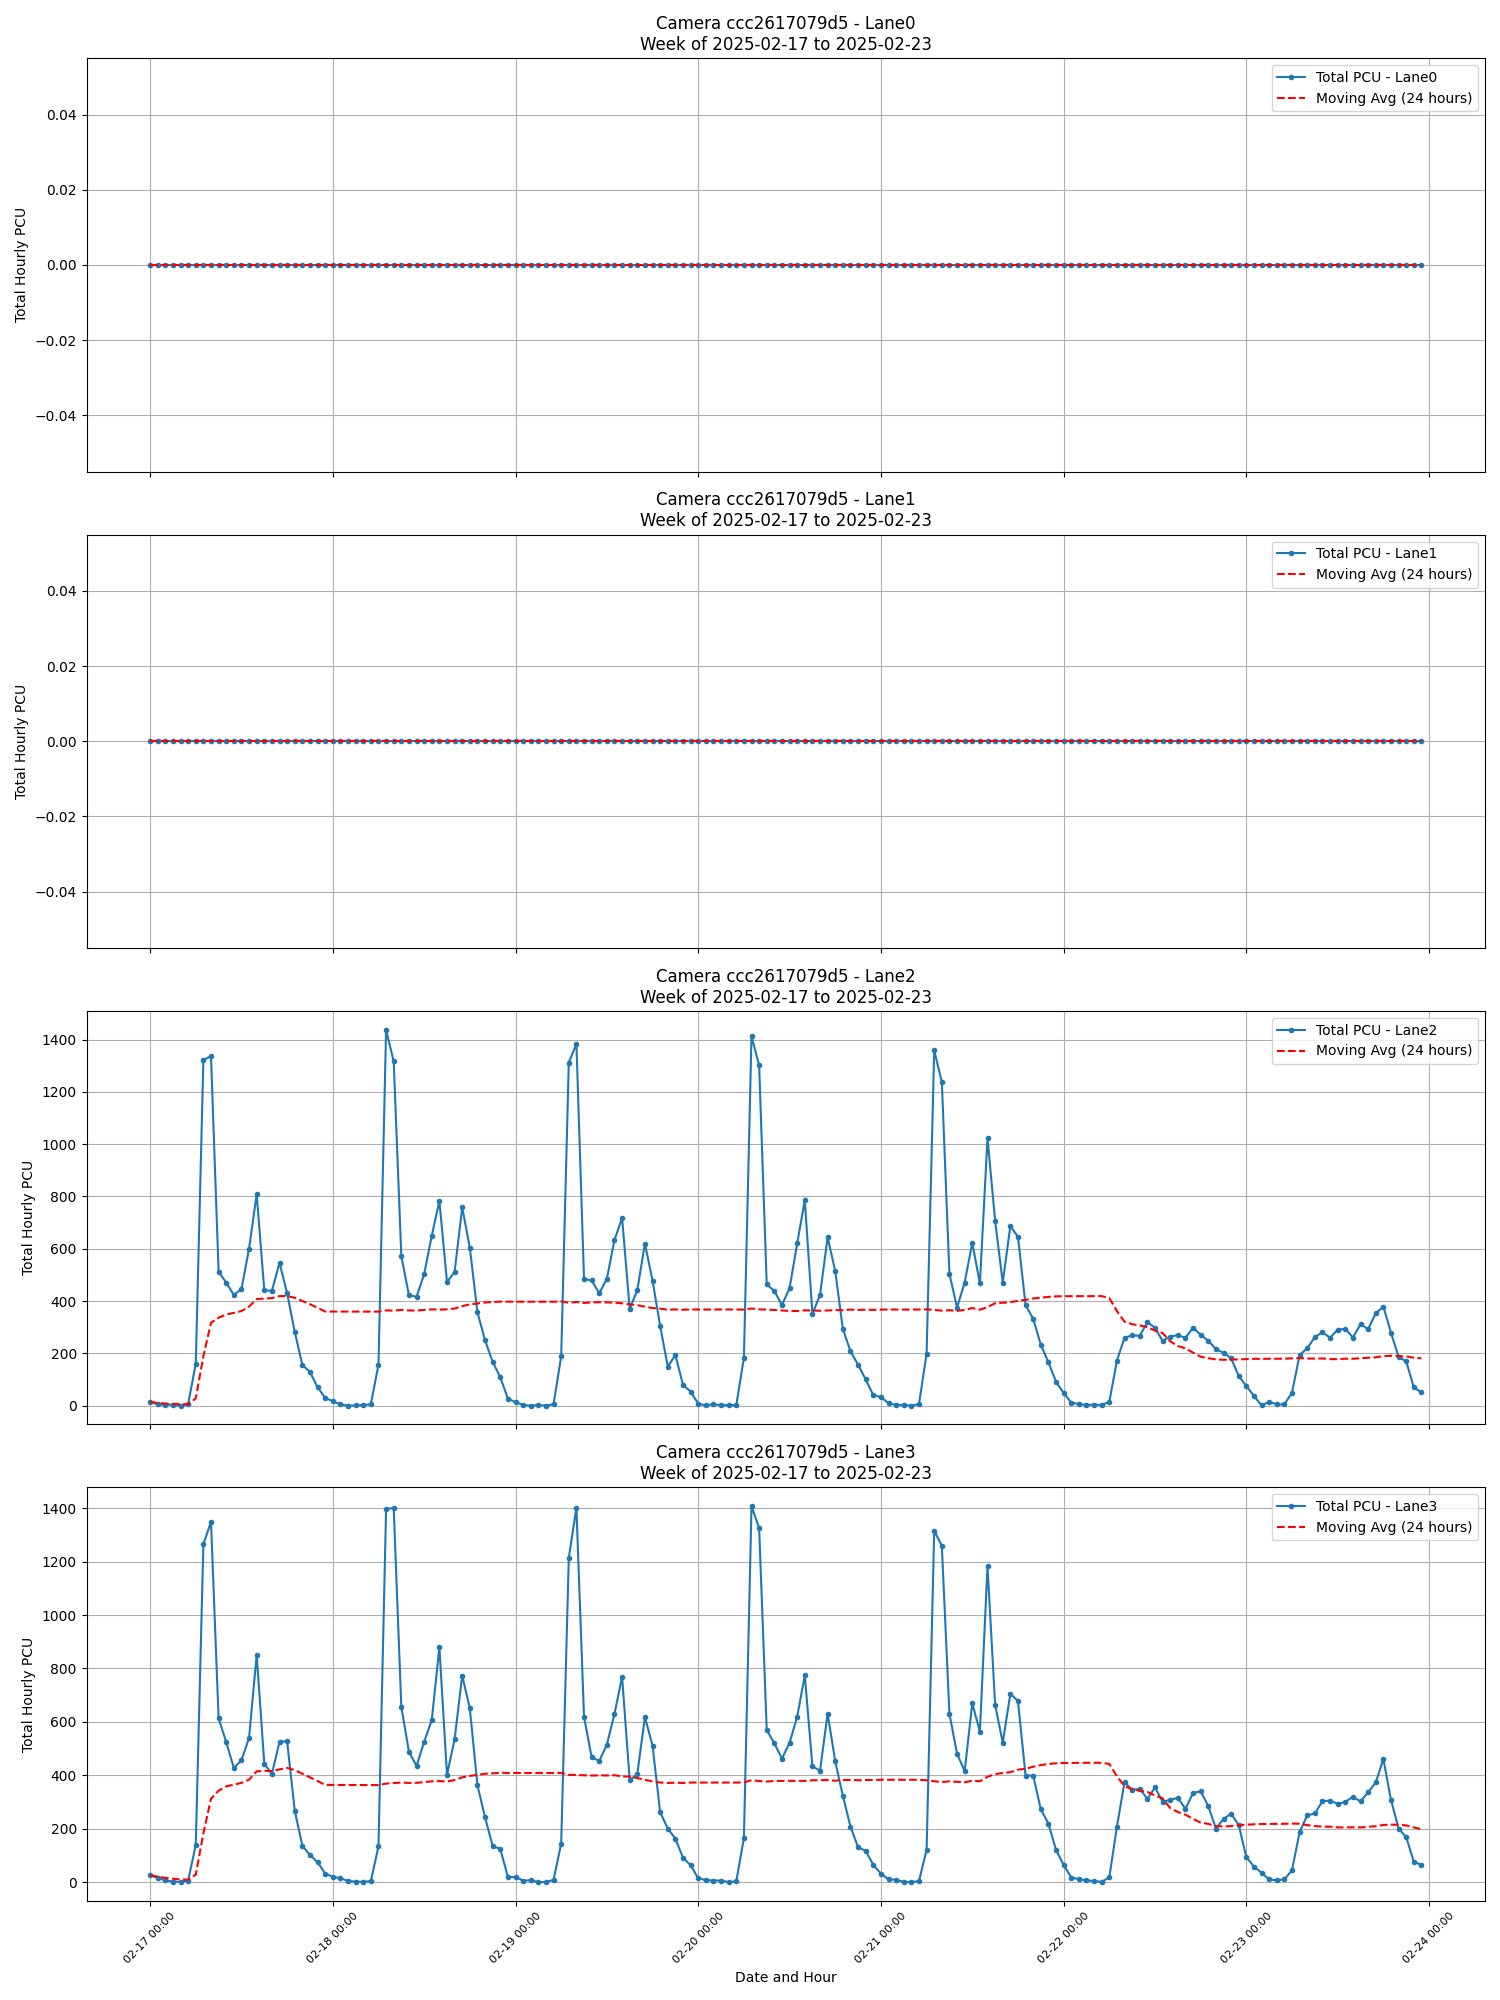 Camera ccc2617079d5 - Lane0
Week of 2025-02-17 to 2025-02-23
Total PCU - Lane0
Moving Avg (24 hours)
Total Hourly PCU
0.04
0.02
0.00
−0.02
−0.04
Camera ccc2617079d5 - Lane1
Week of 2025-02-17 to 2025-02-23
Total PCU - Lane1
Moving Avg (24 hours)
Total Hourly PCU
0.04
0.02
0.00
−0.02
−0.04
Camera ccc2617079d5 - Lane2
Week of 2025-02-17 to 2025-02-23
Total PCU - Lane2
Moving Avg (24 hours)
Total Hourly PCU
1400
1200
1000
800
600
400
200
0
Camera ccc2617079d5 - Lane3
Week of 2025-02-17 to 2025-02-23
Total PCU - Lane3
Moving Avg (24 hours)
Total Hourly PCU
1400
1200
1000
800
600
400
200
0
02-17 00:00
02-18 00:00
02-19 00:00
02-20 00:00
02-21 00:00
02-22 00:00
02-23 00:00
02-24 00:00
Date and Hour